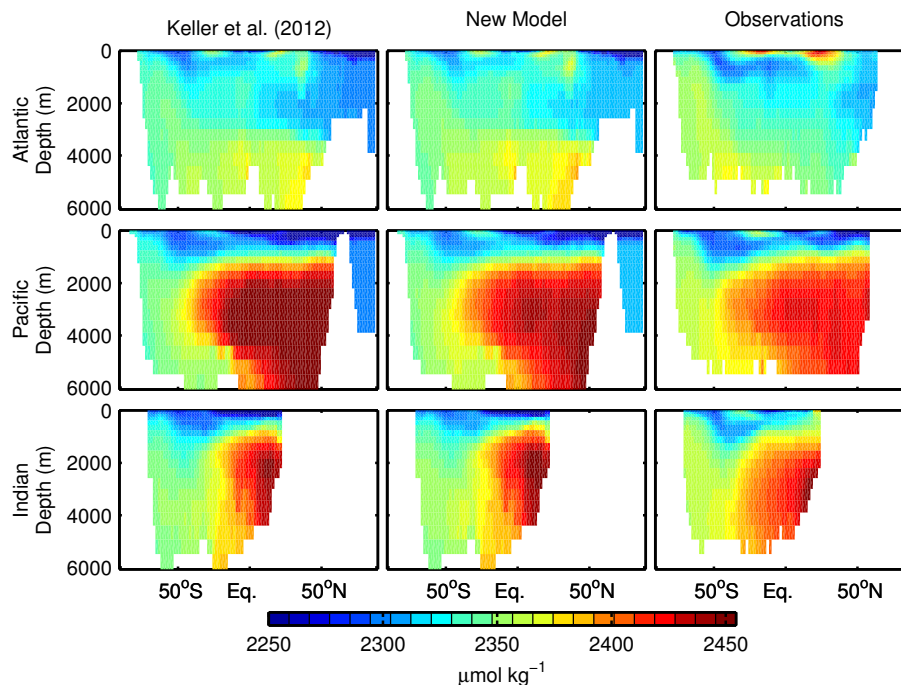 Keller et al. (2012)
New Model
Observations
Atlantic
Depth (m)
0
2000
4000
6000
Pacific
Depth (m)
0
2000
4000
6000
Indian
Depth (m)
0
2000
4000
6000
50°S Eq. 50°N
50°S Eq. 50°N
50°S Eq. 50°N
2250 2300 2350 2400 2450
μmol kg⁻¹